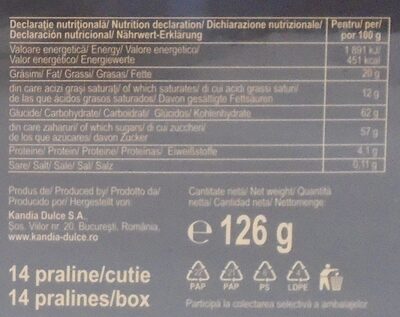 Declarație nutrițională/ Nutrition declaration/ Dichiarazione nutrizionale/
Declaración nutricional/ Nährwert-Erklärung
Pentru/ per/
por 100 g
Valoare energetică/ Energy/ Valore energetico/
Valor energético/ Energiewerte
1 891 kJ/
451 kcal
Grăsimi/ Fat/ Grassi/ Grasas/ Fette
20 g
din care acizi grași saturați/ of which saturates/ di cui acidi grassi saturi/
de las que ácidos grasos saturados/ Davon gesättigte Fettsäuren
12 g
Glucide/ Carbohydrate/ Carboidrati/ Glúcidos/ Kohlenhydrate
62 g
din care zaharuri/ of which sugars/ di cui zuccheri/
de los que azúcares/ davon Zucker
57 g
Proteine/ Protein/ Proteine/ Proteínas/ Eiweißstoffe
4,1 g
Sare/ Salt/ Sale/ Sal/ Salz
0,11 g
Produs de/ Produced by/ Prodotto da/
Producido por/ Hergestellt von:
Kandia Dulce S.A.,
Șos. Viilor nr. 20, București, România,
www.kandia-dulce.ro
Cantitate netă/ Net weight/ Quantità
netta/ Cantidad neta/ Nettomenge
e 126 g
14 praline/cutie
14 pralines/box
PAP PAP PS LDPE
Participă la colectarea selectivă a ambalajelor